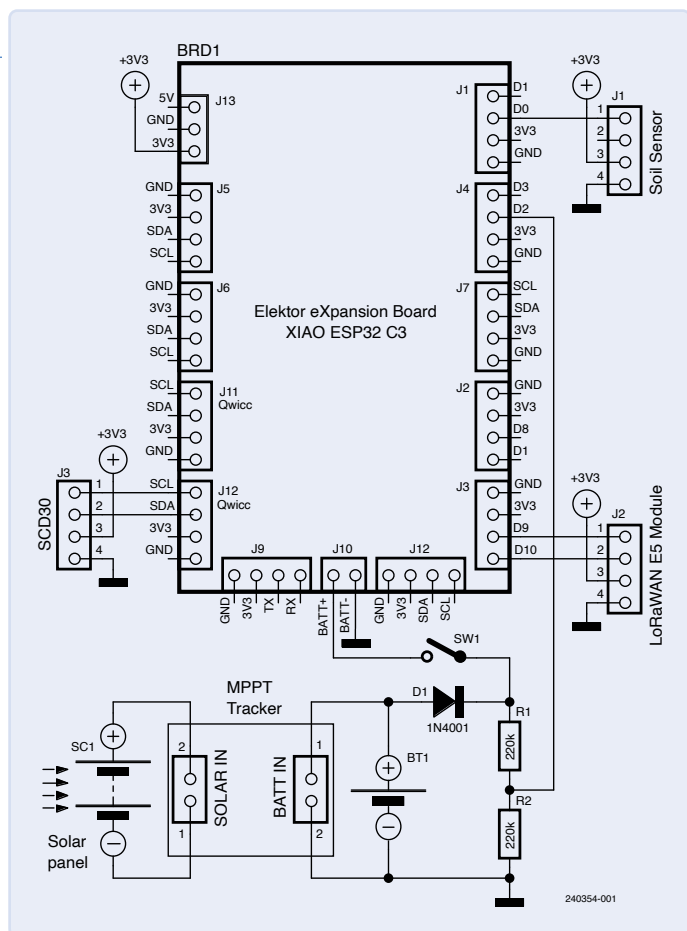 BRD1
+3V3
5V
GND
3V3
J13
GND
3V3
SDA
SCL
J5
GND
3V3
SDA
SCL
J6
SCL
SDA
3V3
GND
J11
Qwicc
+3V3
J3
1
2
3
4
SCD30
SCL
SDA
3V3
GND
J12
Qwicc
Elektor eXpansion Board
XIAO ESP32 C3
J1
D1
D0
3V3
GND
+3V3
J1
1
2
3
4
Soil Sensor
J4
D3
D2
3V3
GND
J7
SCL
SDA
3V3
GND
J2
GND
3V3
D8
D1
J3
GND
3V3
D9
D10
+3V3
J2
1
2
3
4
LoRaWAN E5 Module
J9
GND
3V3
TX
RX
J10
BATT+
BATT-
J12
GND
3V3
SDA
SCL
SW1
MPPT
Tracker
SC1
Solar
panel
2
1
SOLAR IN
BATT IN
1
2
BT1
D1
1N4001
R1
220k
R2
220k
240354-001